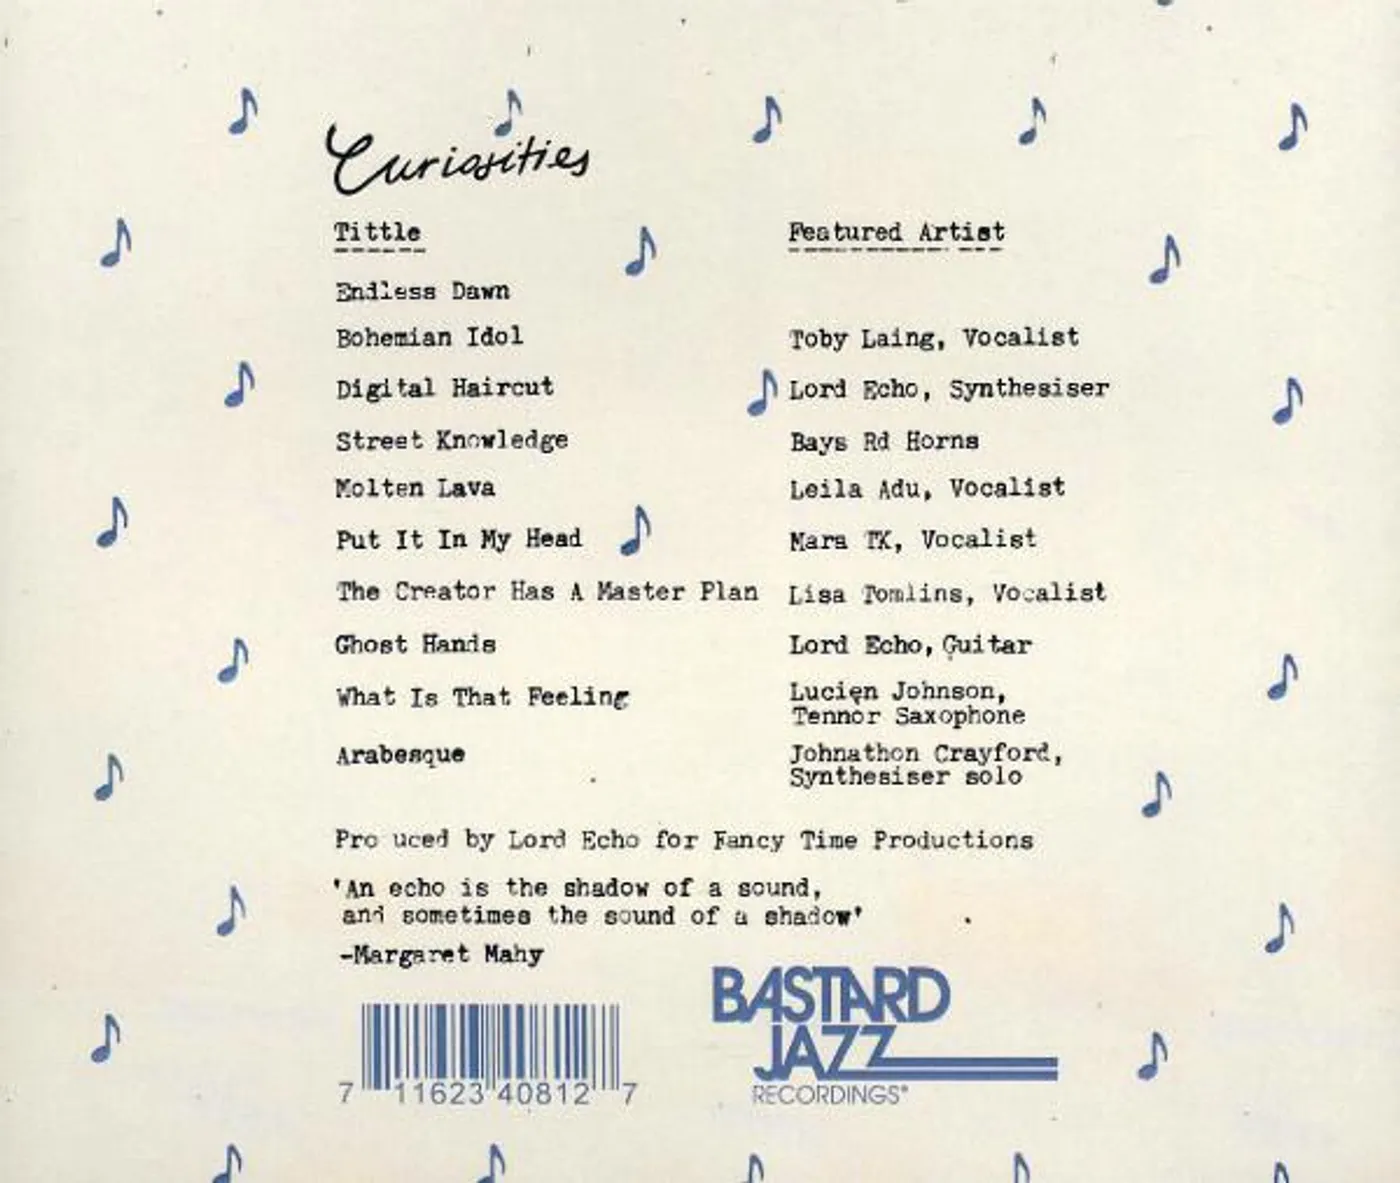 Curiosities
Tittle Featured Artist
Endless Dawn
Bohemian Idol Toby Laing, Vocalist
Digital Haircut Lord Echo, Synthesiser
Street Knowledge Bays Rd Horns
Molten Lava Leila Adu, Vocalist
Put It In My Head Mara TK, Vocalist
The Creator Has A Master Plan Lisa Tomlins, Vocalist
Ghost Hands Lord Echo, Guitar
What Is That Feeling Lucien Johnson,
Tennor Saxophone
Arabesque Johnathon Crayford,
Synthesiser solo
Pro uced by Lord Echo for Fancy Time Productions
'An echo is the shadow of a sound,
and sometimes the sound of a shadow'
-Margaret Mahy
BASTARD
JAZZ
RECORDINGS®
7 11623 40812 7